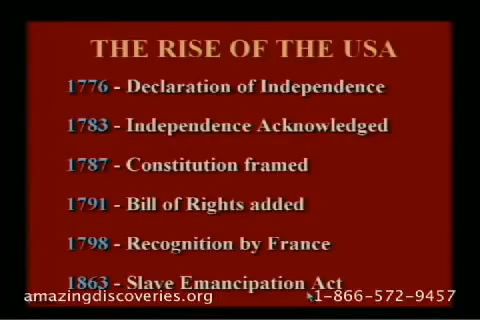 THE RISE OF THE USA
1776 - Declaration of Independence
1783 - Independence Acknowledged
1787 - Constitution framed
1791 - Bill of Rights added
1798 - Recognition by France
1863 - Slave Emancipation Act
amazingdiscoveries.org 1-866-572-9457